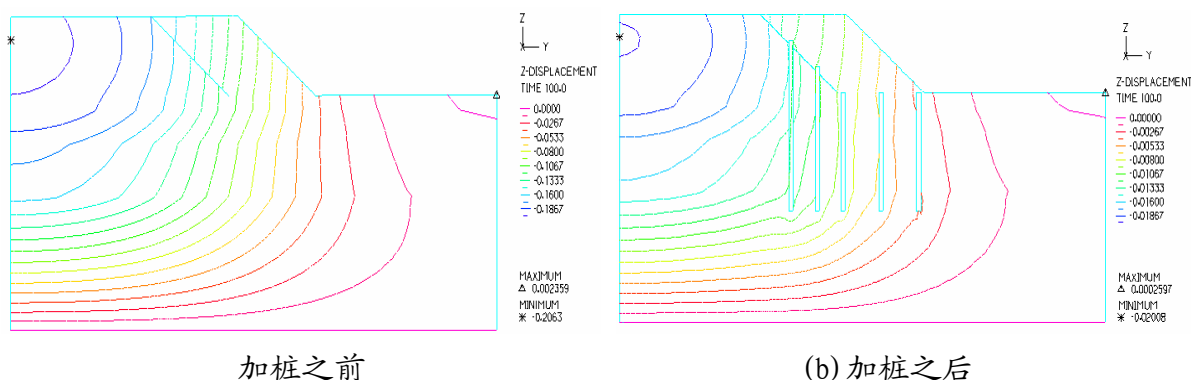 Z
X
Y
Z-DISPLACEMENT
TIME 100.0
0.0000
-0.0267
-0.0533
-0.0800
-0.1067
-0.1333
-0.1600
-0.1867
MAXIMUM
△ 0.002359
MINIMUM
✳ -0.2063
加桩之前
Z
X
Y
Z-DISPLACEMENT
TIME 100.0
0.00000
-0.00267
-0.00533
-0.00800
-0.01067
-0.01333
-0.01600
-0.01867
MAXIMUM
△ 0.0002597
MINIMUM
✳ -0.02008
(b) 加桩之后